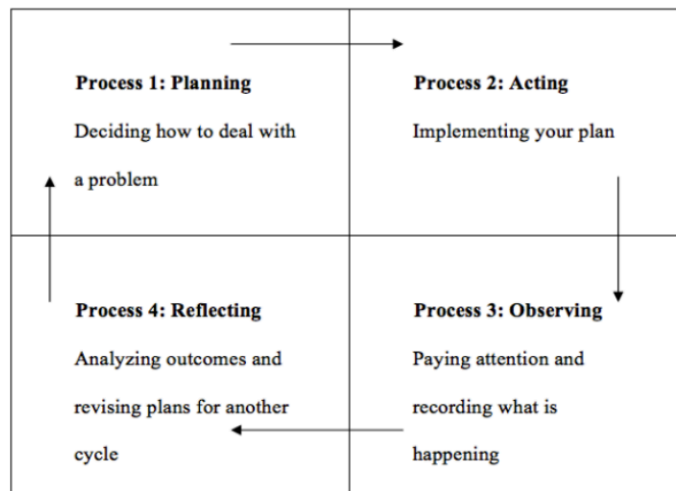 Process 1: Planning
Deciding how to deal with
a problem
Process 2: Acting
Implementing your plan
Process 4: Reflecting
Analyzing outcomes and
revising plans for another
cycle
Process 3: Observing
Paying attention and
recording what is
happening